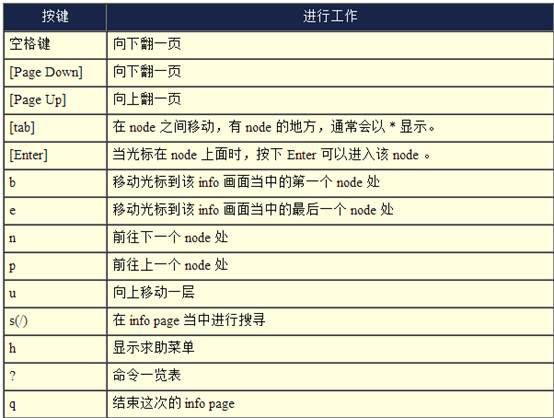 按键 进行工作
空格键 向下翻一页
[Page Down] 向下翻一页
[Page Up] 向上翻一页
[tab] 在 node 之间移动，有 node 的地方，通常会以 * 显示。
[Enter] 当光标在 node 上面时，按下 Enter 可以进入该 node 。
b 移动光标到该 info 画面当中的第一个 node 处
e 移动光标到该 info 画面当中的最后一个 node 处
n 前往下一个 node 处
p 前往上一个 node 处
u 向上移动一层
s(/) 在 info page 当中进行搜寻
h 显示求助菜单
? 命令一览表
q 结束这次的 info page